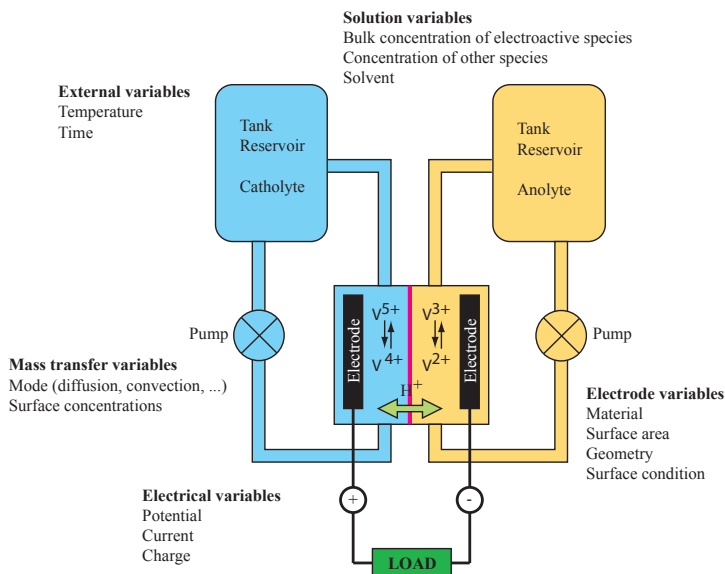 Solution variables
Bulk concentration of electroactive species
Concentration of other species
Solvent
External variables
Temperature
Time
Tank
Reservoir
Catholyte
Tank
Reservoir
Anolyte
Pump
Electrode
V5+
V4+
V3+
V2+
Electrode
H+
Pump
Mass transfer variables
Mode (diffusion, convection, ...)
Surface concentrations
Electrode variables
Material
Surface area
Geometry
Surface condition
Electrical variables
Potential
Current
Charge
+
-
LOAD